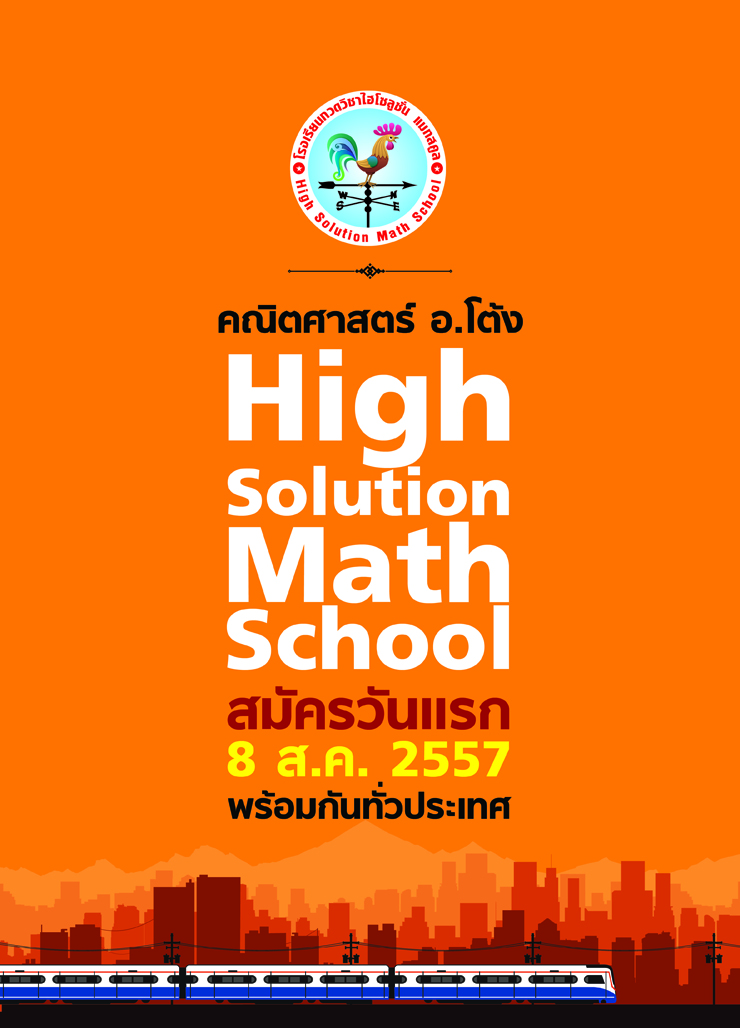 โรงเรียนกวดวิชาไฮโซลูชั่น แมทสคูล
High Solution Math School
W N
S E
คณิตศาสตร์ อ.โต้ง
High
Solution
Math
School
สมัครวันแรก
8 ส.ค. 2557
พร้อมกันทั่วประเทศ